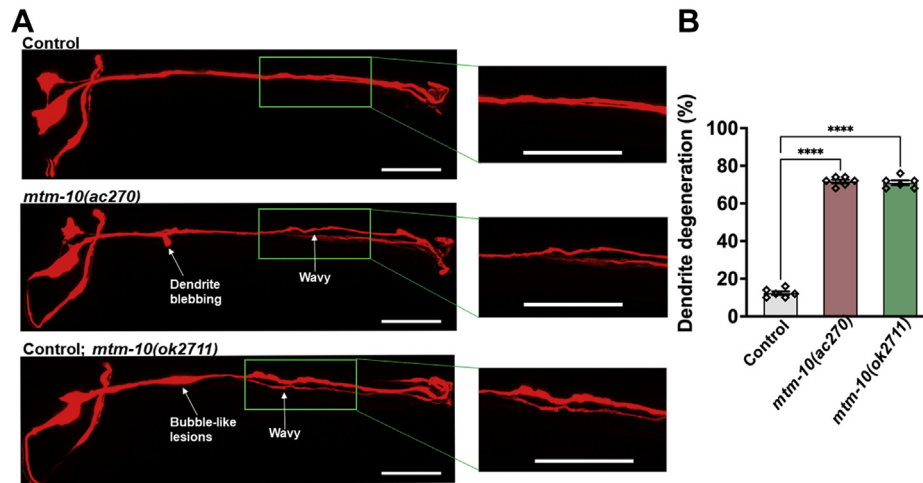 A
Control
mtm-10(ac270)
Dendrite
blebbing
Wavy
Control; mtm-10(ok2711)
Bubble-like
lesions
Wavy
B
Dendrite degeneration (%)
100
80
60
40
20
0
****
****
Control
mtm-10(ac270)
mtm-10(ok2711)